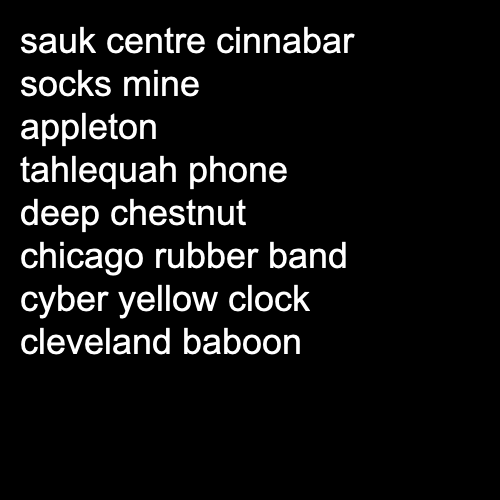 sauk centre cinnabar
socks mine
appleton
tahlequah phone
deep chestnut
chicago rubber band
cyber yellow clock
cleveland baboon